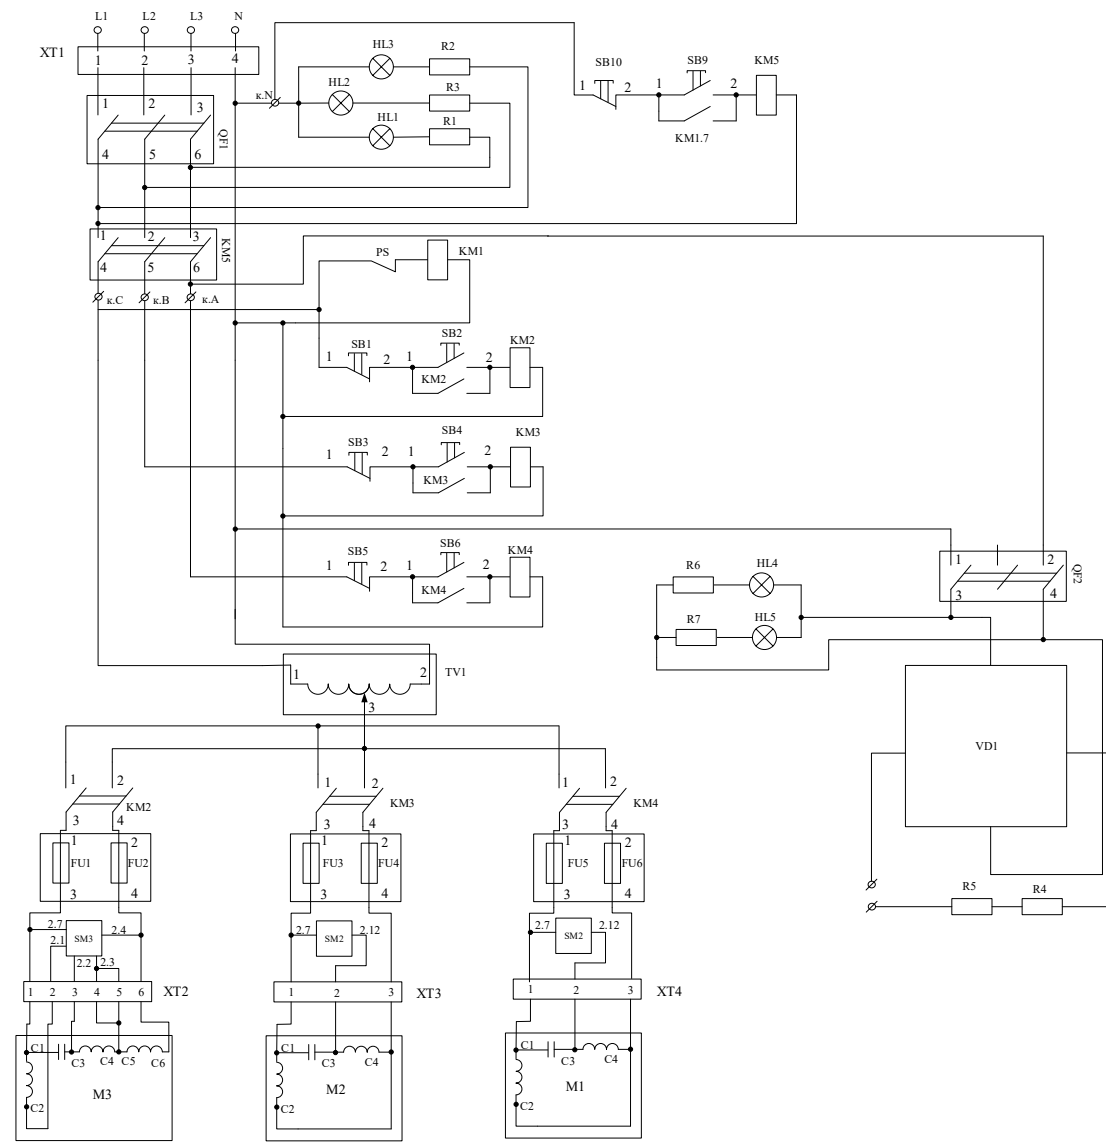 L1 L2 L3 N
XT1 1 2 3 4
1 2 3
4 5 6
QF1
к.N
HL3 R2
HL2 R3
HL1 R1
SB10 SB9 KM5
1 2 1 2
KM1.7
1 2 3
4 5 6
KM5
к.C к.B к.A
PS KM1
SB1 SB2 KM2
1 2 1 2
KM2
SB3 SB4 KM3
1 2 1 2
KM3
SB5 SB6 KM4
1 2 1 2
KM4
1 2
3 4
QF2
R6 HL4
R7 HL5
VD1
R5 R4
1 2
3
TV1
1 2
KM2
3 4
1 2
KM3
3 4
1 2
KM4
3 4
1 2
FU1 FU2
3 4
1 2
FU3 FU4
3 4
1 2
FU5 FU6
3 4
2.7 2.4
2.1
SM3
2.2 2.3
2.7 2.12
SM2
2.7 2.12
SM2
1 2 3 4 5 6
XT2
1 2 3
XT3
1 2 3
XT4
C1
C3 C4 C5 C6
C2
M3
C1
C3 C4
C2
M2
C1
C3 C4
C2
M1